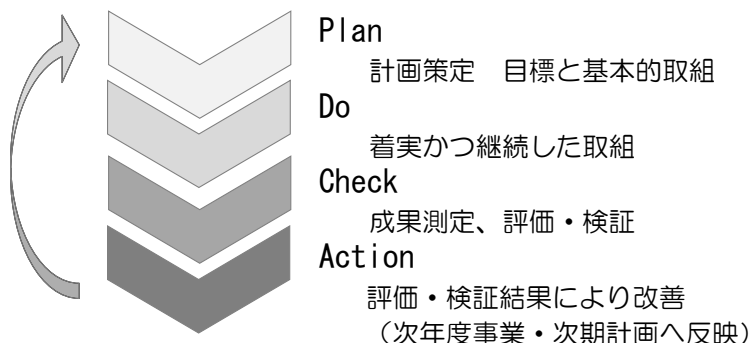 Plan
計画策定　目標と基本的取組
Do
着実かつ継続した取組
Check
成果測定、評価・検証
Action
評価・検証結果により改善
（次年度事業・次期計画へ反映）